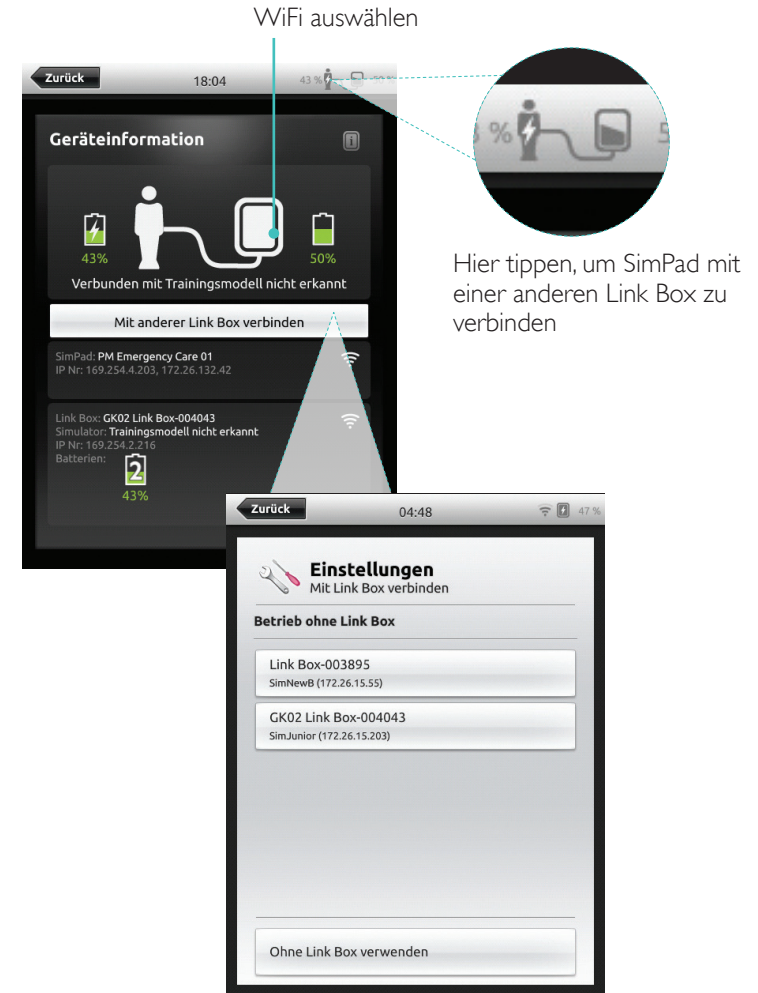 WiFi auswählen
Zurück
18:04
43 %
Geräteinformation
43%
50%
Verbunden mit Trainingsmodell nicht erkannt
Mit anderer Link Box verbinden
SimPad: PM Emergency Care 01
IP Nr: 169.254.4.203, 172.26.132.42
Link Box: GK02 Link Box-004043
Simulator: Trainingsmodell nicht erkannt
IP Nr: 169.254.2.216
Batterien:
2
43%
%
5
Hier tippen, um SimPad mit
einer anderen Link Box zu
verbinden
Zurück
04:48
47 %
Einstellungen
Mit Link Box verbinden
Betrieb ohne Link Box
Link Box-003895
SimNewB (172.26.15.55)
GK02 Link Box-004043
SimJunior (172.26.15.203)
Ohne Link Box verwenden